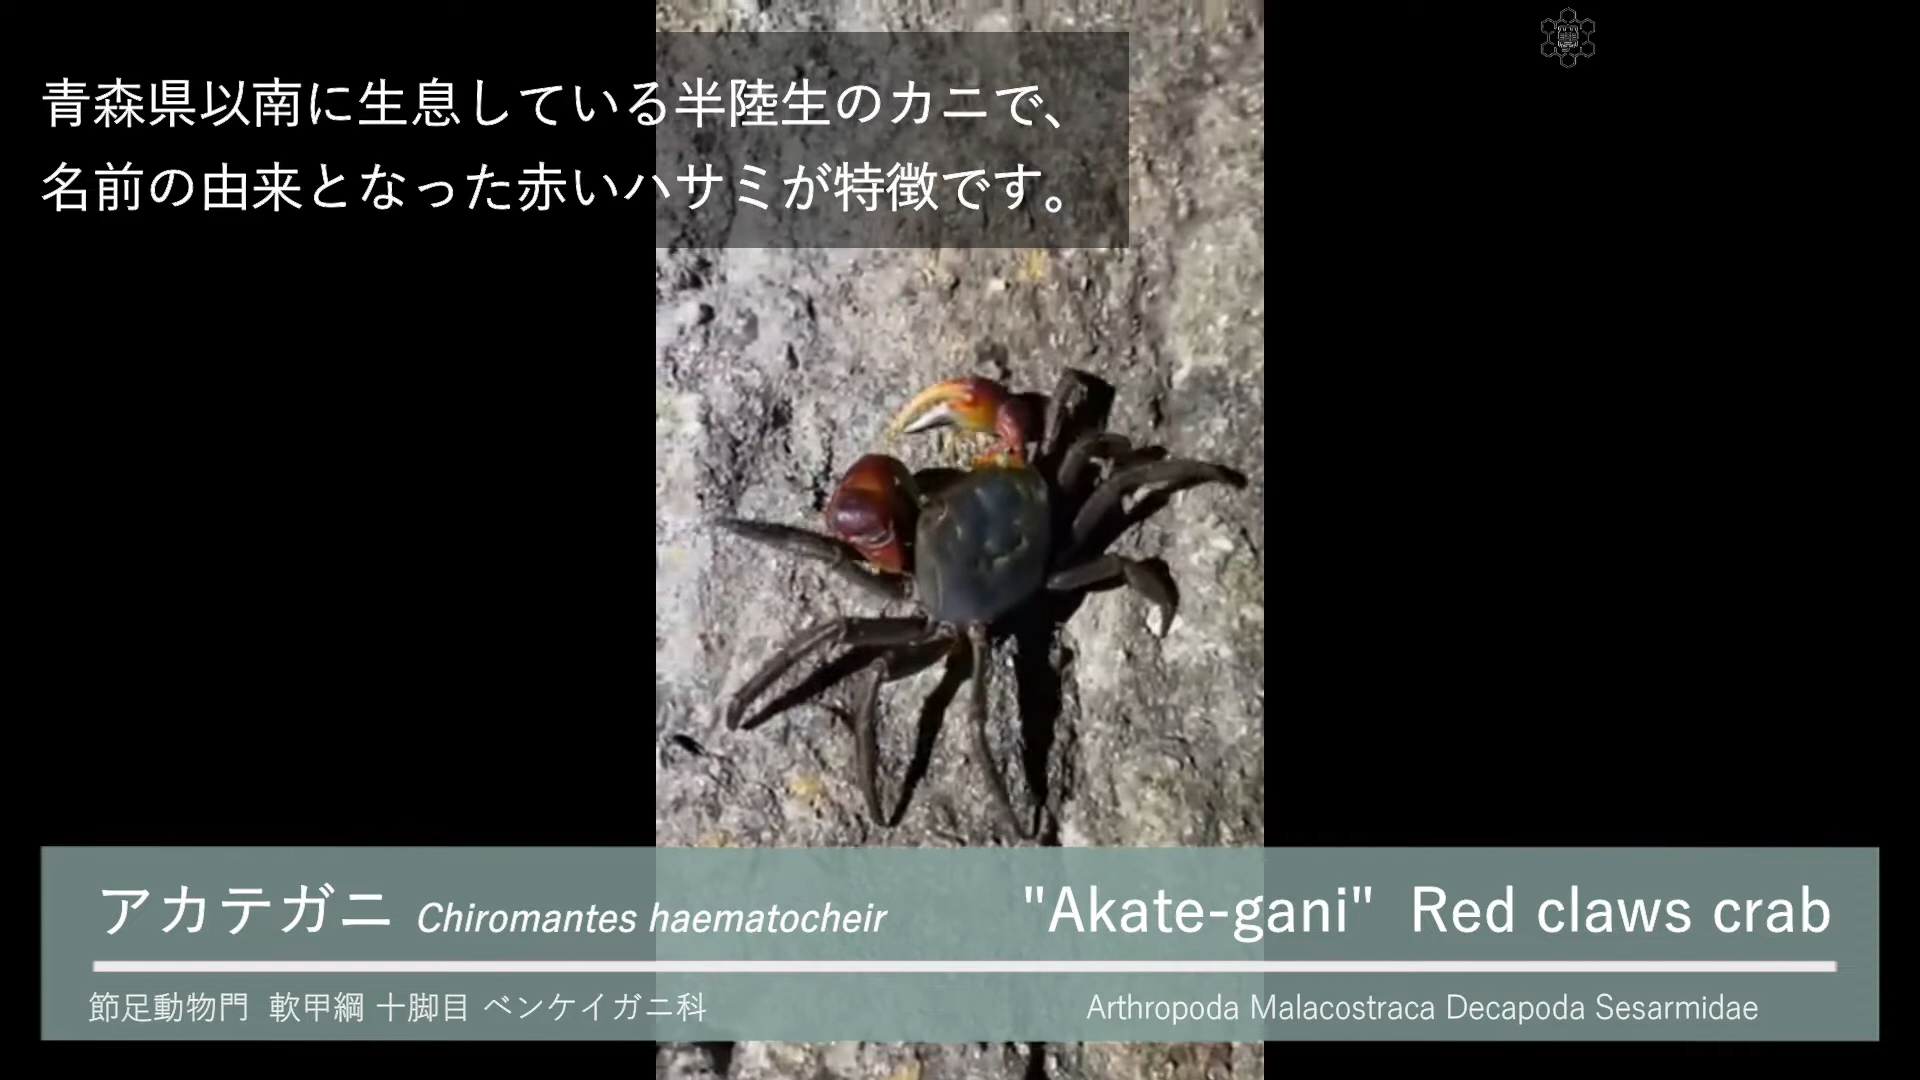 青森県以南に生息している半陸生のカニで、
名前の由来となった赤いハサミが特徴です。
アカテガニ Chiromantes haematocheir
"Akate-gani" Red claws crab
節足動物門 軟甲綱 十脚目 ベンケイガニ科
Arthropoda Malacostraca Decapoda Sesarmidae